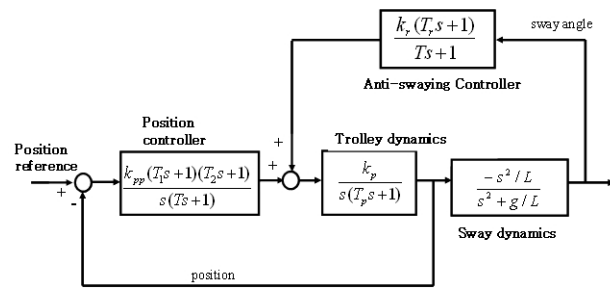 k_r(T_r s+1)
Ts+1
sway angle
Anti-swaying Controller
Position
controller
Position
reference
Trolley dynamics
+
+
+
-
k_pp(T_1 s+1)(T_2 s+1)
s(Ts+1)
k_p
s(T_p s+1)
-s^2/L
s^2+g/L
Sway dynamics
position